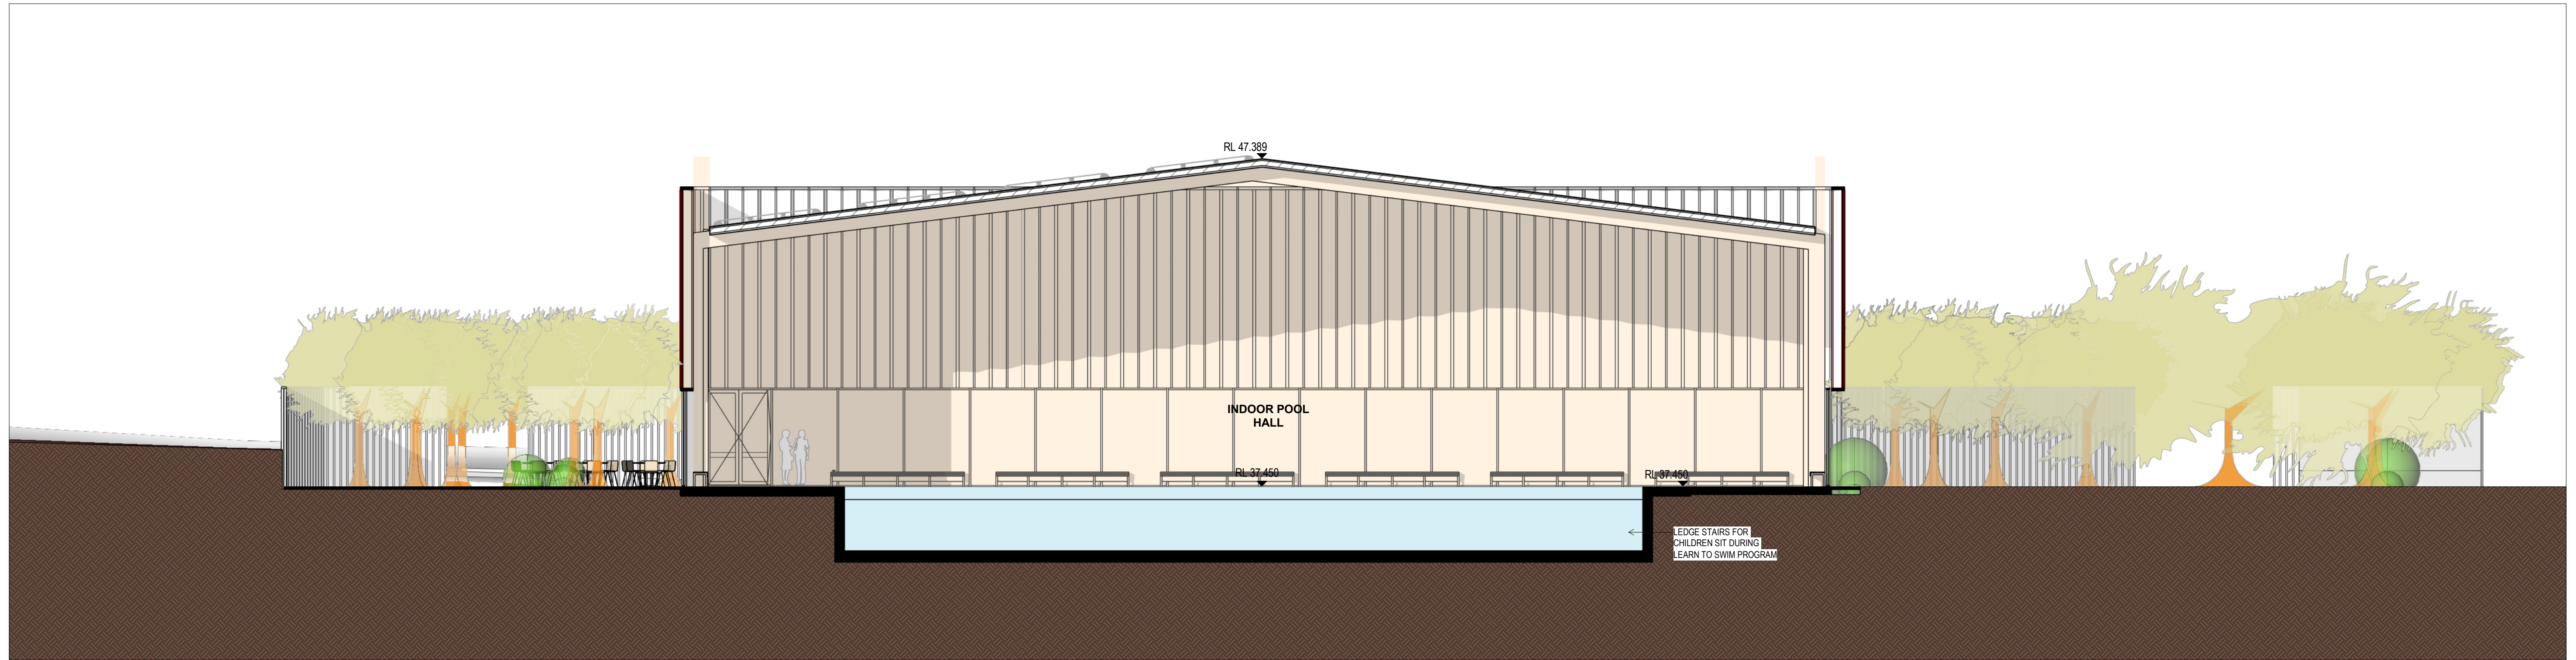 RL 47.389
INDOOR POOL
HALL
RL 37.450
RL 37.450
LEDGE STAIRS FOR
CHILDREN SIT DURING
LEARN TO SWIM PROGRAM